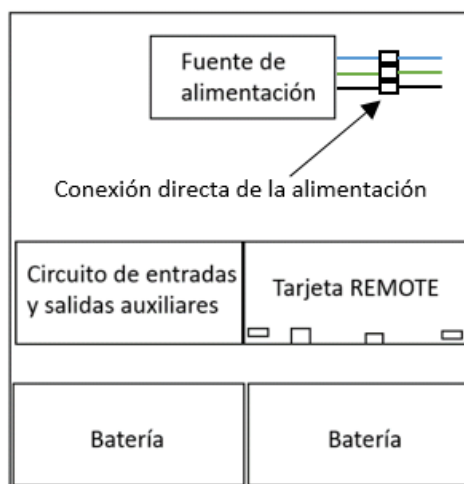 Fuente de
alimentación
Conexión directa de la alimentación
Circuito de entradas
y salidas auxiliares
Tarjeta REMOTE
Batería
Batería